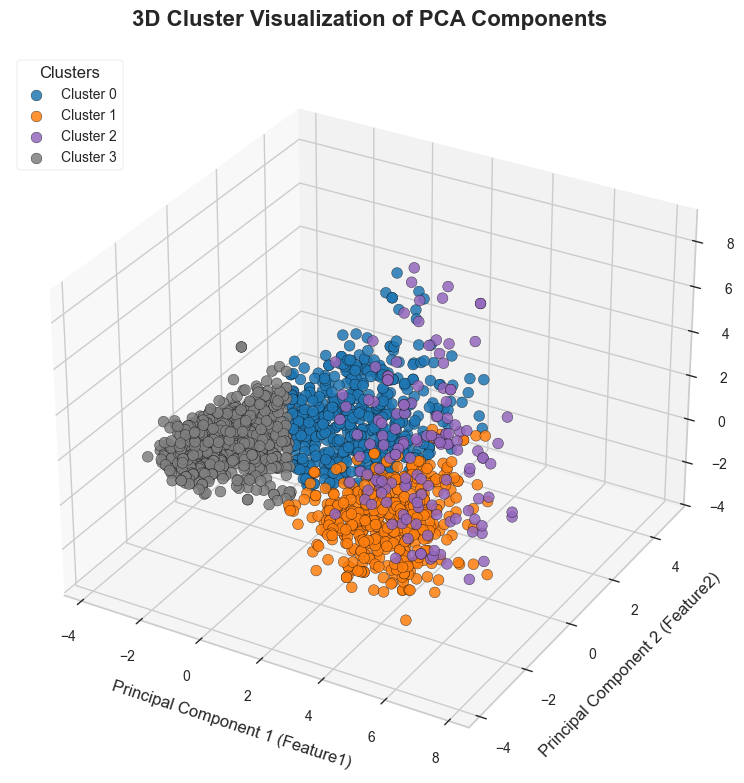 3D Cluster Visualization of PCA Components
Clusters
Cluster 0
Cluster 1
Cluster 2
Cluster 3
8
6
4
2
0
−2
−4
4
2
0
−2
−4
−4
−2
0
2
4
6
8
Principal Component 1 (Feature1)
Principal Component 2 (Feature2)